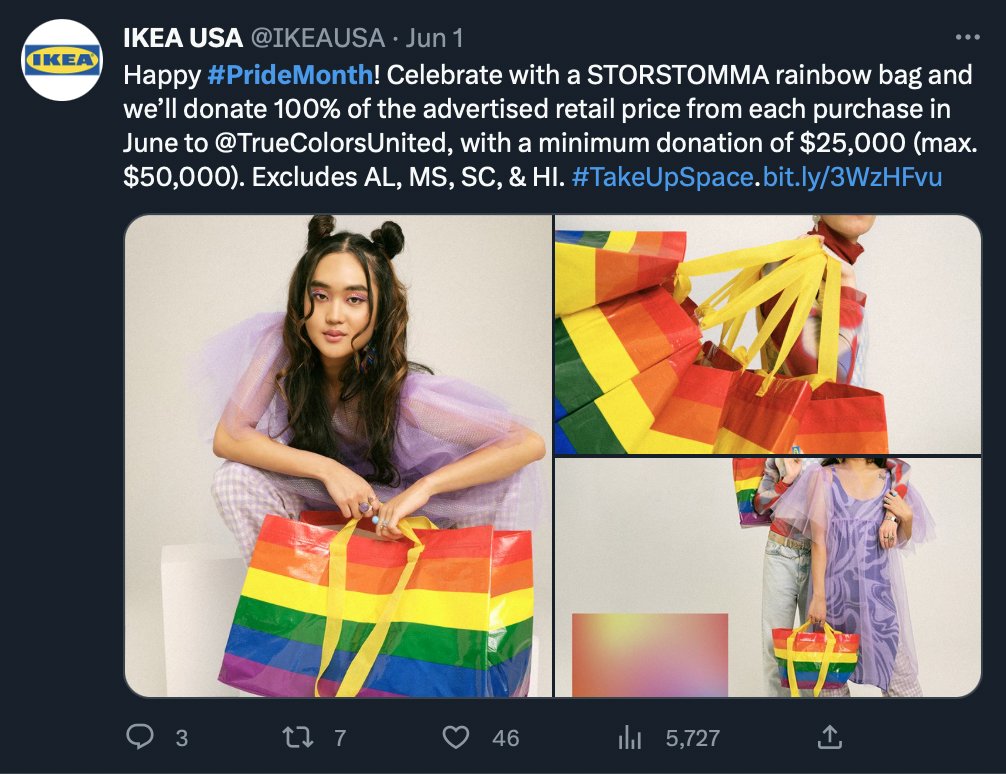 IKEA
IKEA USA @IKEAUSA · Jun 1
Happy #PrideMonth! Celebrate with a STORSTOMMA rainbow bag and
we’ll donate 100% of the advertised retail price from each purchase in
June to @TrueColorsUnited, with a minimum donation of $25,000 (max.
$50,000). Excludes AL, MS, SC, & HI. #TakeUpSpace.bit.ly/3WzHFvu
3 7 46 5,727